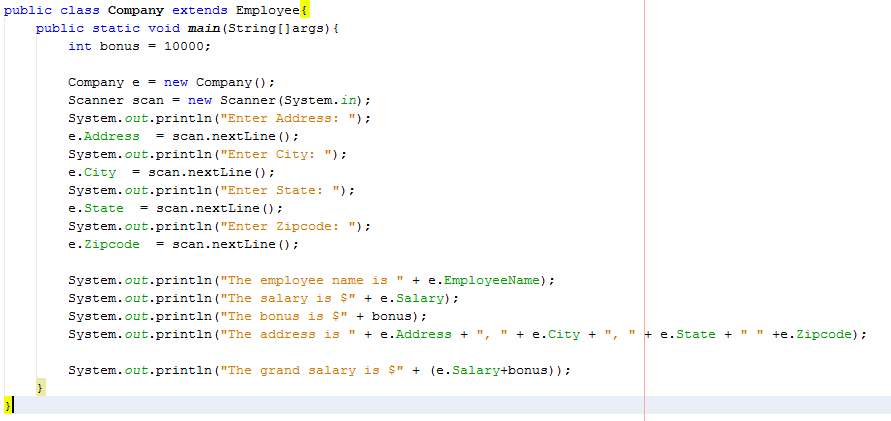 public class Company extends Employee{
public static void main(String[]args){
int bonus = 10000;
Company e = new Company();
Scanner scan = new Scanner(System.in);
System.out.println("Enter Address: ");
e.Address  = scan.nextLine();
System.out.println("Enter City: ");
e.City  = scan.nextLine();
System.out.println("Enter State: ");
e.State  = scan.nextLine();
System.out.println("Enter Zipcode: ");
e.Zipcode  = scan.nextLine();
System.out.println("The employee name is " + e.EmployeeName);
System.out.println("The salary is $" + e.Salary);
System.out.println("The bonus is $" + bonus);
System.out.println("The address is " + e.Address + ", " + e.City + ", " + e.State + " " +e.Zipcode);
System.out.println("The grand salary is $" + (e.Salary+bonus));
}
}